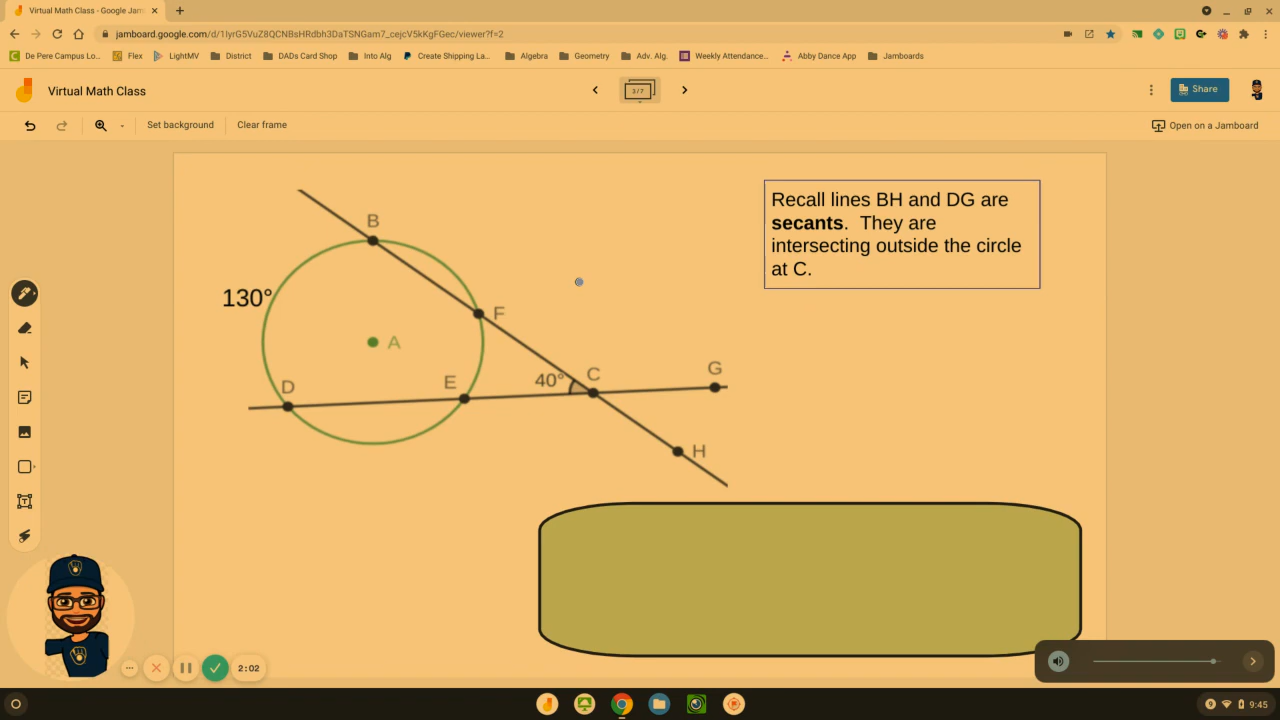 Virtual Math Class - Google Jam
jamboard.google.com/d/1IyrG5VuZ8QCNBsHRdbh3DaTSNGam7_cejcV5kKgFGec/viewer?f=2
De Pere Campus Lo... Flex LightMV District DADs Card Shop Into Alg Create Shipping La... Algebra Geometry Adv. Alg. Weekly Attendance... Abby Dance App Jamboards
Virtual Math Class
3/7
Share
Set background
Clear frame
Open on a Jamboard
Recall lines BH and DG are
secants. They are
intersecting outside the circle
at C.
B
130°
F
A
G
C
40°
E
D
H
2:02
9:45